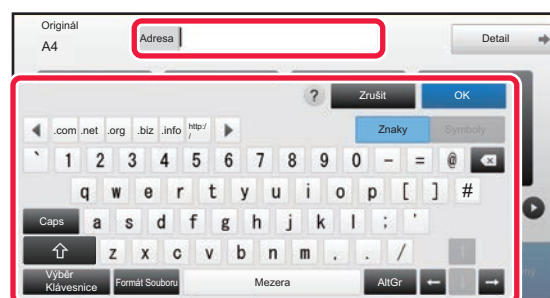 Originál
A4
Adresa
Detail
? Zrušit OK
.com .net .org .biz .info http:/
/
Znaky Symboly
` 1 2 3 4 5 6 7 8 9 0 - = @
q w e r t y u i o p [ ] #
Caps a s d f g h j k l ; '
z x c v b n m . . /
Výběr
Klávesnice
Formát Souboru Mezera AltGr